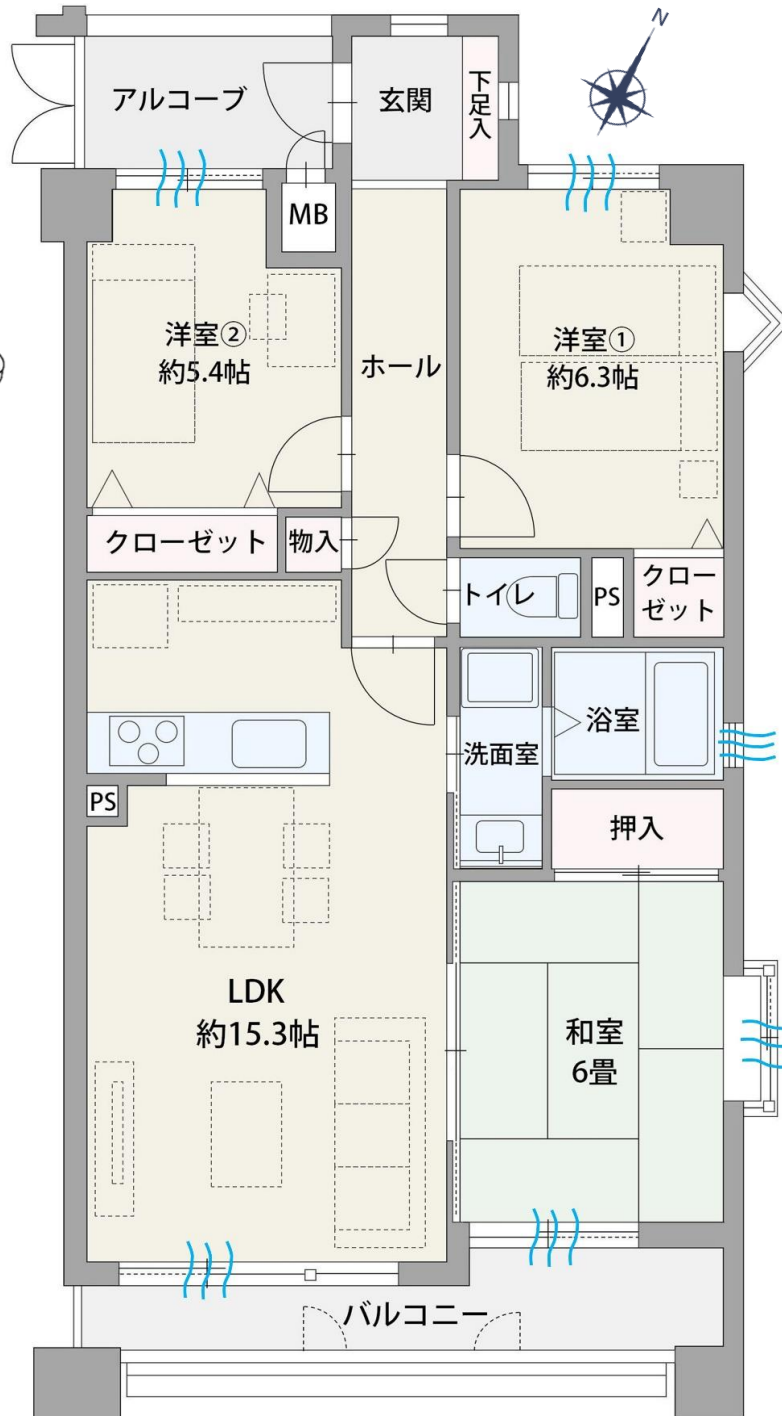 N
アルコーブ
玄関
下足入
MB
洋室②
約5.4帖
ホール
洋室①
約6.3帖
クローゼット
物入
トイレ
PS
クロー
ゼット
洗面室
浴室
PS
押入
LDK
約15.3帖
和室
6畳
バルコニー